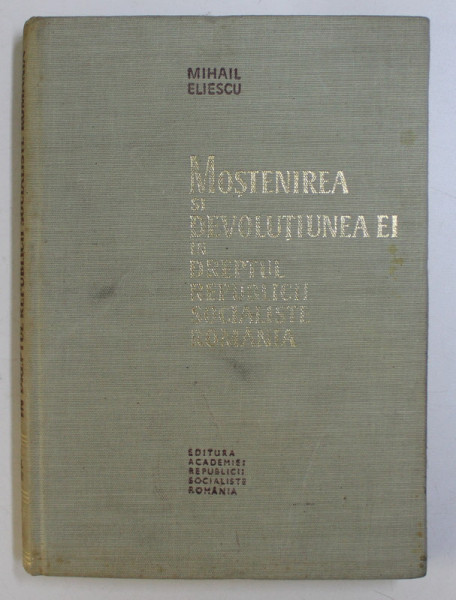 MIHAIL
ELIESCU
MOȘTENIREA
ȘI
DEVOLUȚIUNEA EI
ÎN
DREPTUL
REPUBLICII
SOCIALISTE
ROMÂNIA
EDITURA
ACADEMIEI
REPUBLICII
SOCIALISTE
ROMÂNIA